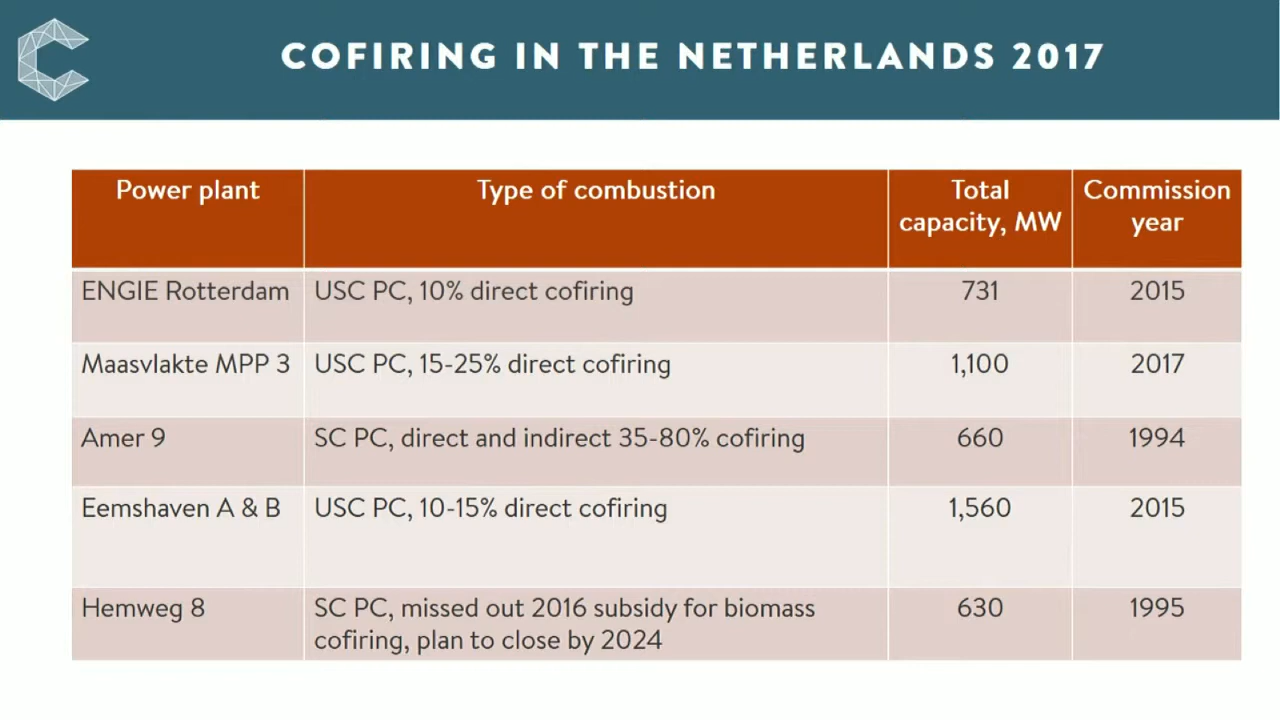 COFIRING IN THE NETHERLANDS 2017
Power plant
Type of combustion
Total
capacity, MW
Commission
year
ENGIE Rotterdam
USC PC, 10% direct cofiring
731
2015
Maasvlakte MPP 3
USC PC, 15-25% direct cofiring
1,100
2017
Amer 9
SC PC, direct and indirect 35-80% cofiring
660
1994
Eemshaven A & B
USC PC, 10-15% direct cofiring
1,560
2015
Hemweg 8
SC PC, missed out 2016 subsidy for biomass
cofiring, plan to close by 2024
630
1995